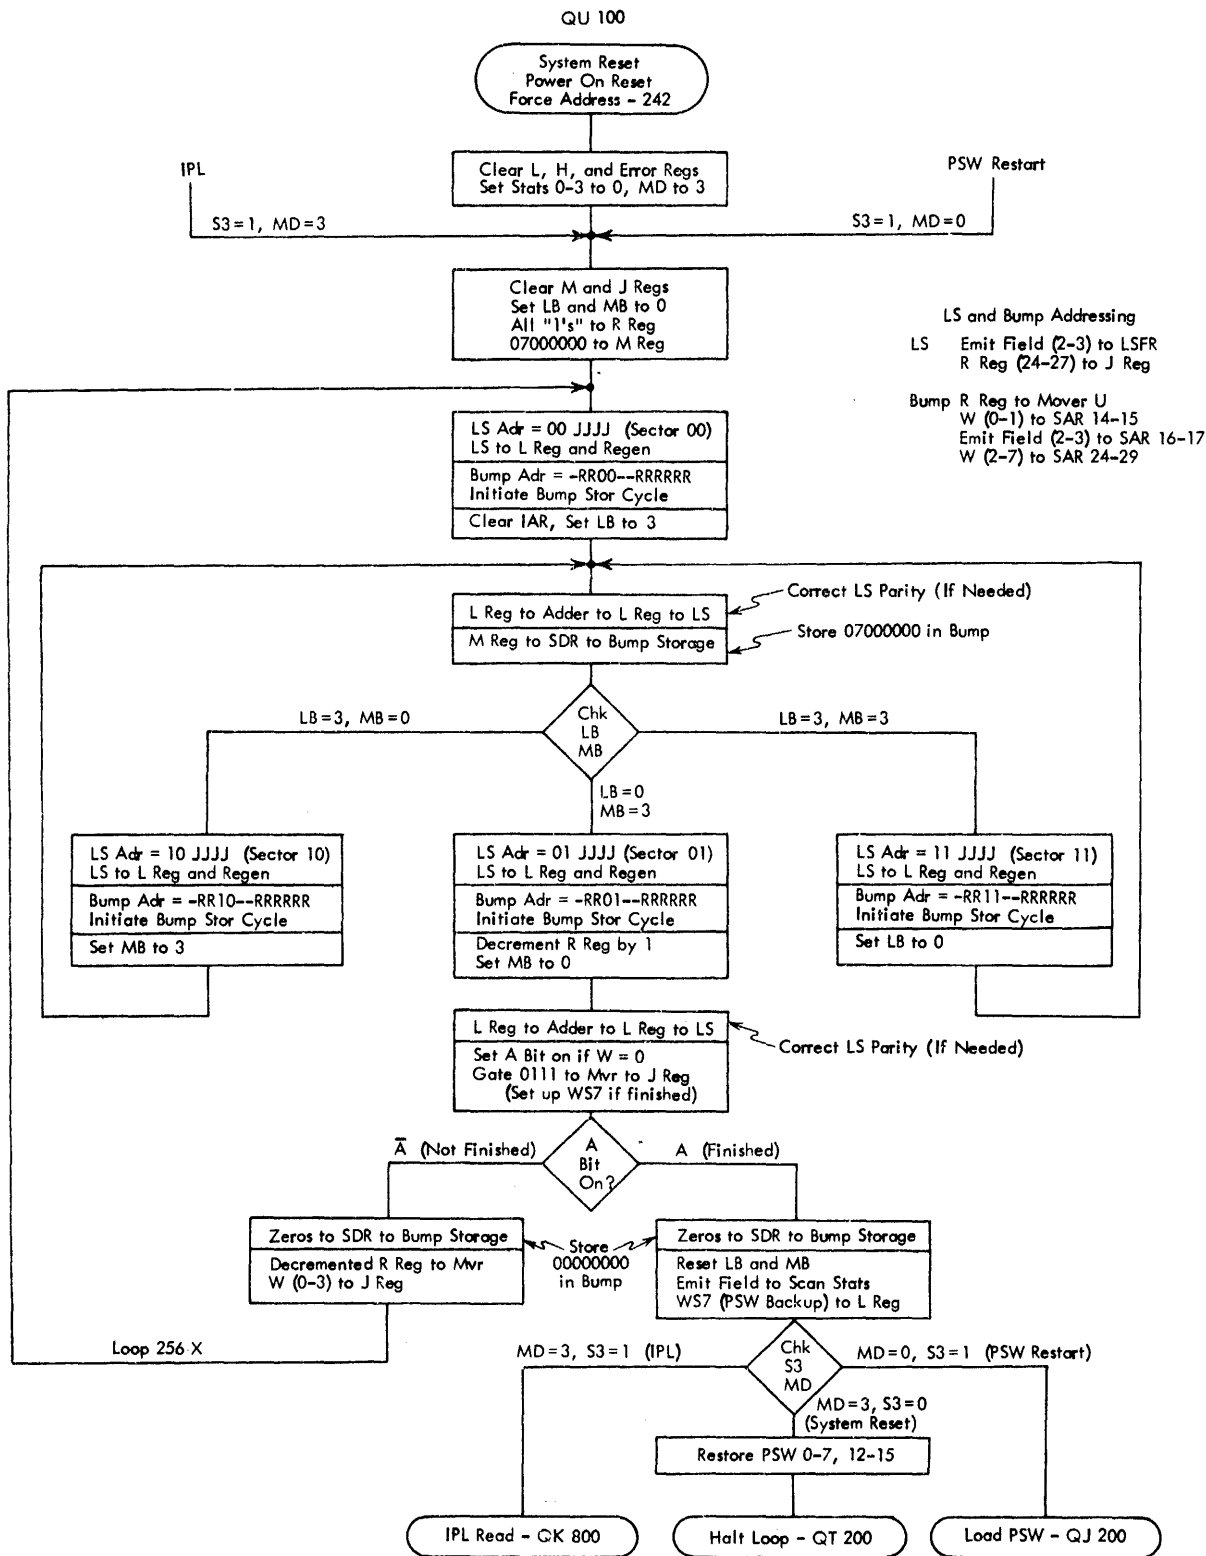 QU 100
System Reset
Power On Reset
Force Address - 242
Clear L, H, and Error Regs
Set Stats 0-3 to 0, MD to 3
IPL
PSW Restart
S3=1, MD=3
S3=1, MD=0
Clear M and J Regs
Set LB and MB to 0
All "1's" to R Reg
07000000 to M Reg
LS and Bump Addressing
LS Emit Field (2-3) to LSFR
R Reg (24-27) to J Reg
Bump R Reg to Mover U
W (0-1) to SAR 14-15
Emit Field (2-3) to SAR 16-17
W (2-7) to SAR 24-29
LS Adr = 00 JJJJ (Sector 00)
LS to L Reg and Regen
Bump Adr = -RR00--RRRRRR
Initiate Bump Stor Cycle
Clear IAR, Set LB to 3
L Reg to Adder to L Reg to LS
M Reg to SDR to Bump Storage
Correct LS Parity (If Needed)
Store 07000000 in Bump
Chk
LB
MB
LB=3, MB=0
LB=3, MB=3
LB=0
MB=3
LS Adr = 10 JJJJ (Sector 10)
LS to L Reg and Regen
Bump Adr = -RR10--RRRRRR
Initiate Bump Stor Cycle
Set MB to 3
LS Adr = 01 JJJJ (Sector 01)
LS to L Reg and Regen
Bump Adr = -RR01--RRRRRR
Initiate Bump Stor Cycle
Decrement R Reg by 1
Set MB to 0
LS Adr = 11 JJJJ (Sector 11)
LS to L Reg and Regen
Bump Adr = -RR11--RRRRRR
Initiate Bump Stor Cycle
Set LB to 0
L Reg to Adder to L Reg to LS
Set A Bit on if W = 0
Gate 0111 to Mvr to J Reg
(Set up WS7 if finished)
Correct LS Parity (If Needed)
A
Bit
On?
A̅ (Not Finished)
A (Finished)
Zeros to SDR to Bump Storage
Decremented R Reg to Mvr
W (0-3) to J Reg
Store
00000000
in Bump
Zeros to SDR to Bump Storage
Reset LB and MB
Emit Field to Scan Stats
WS7 (PSW Backup) to L Reg
Loop 256 X
Chk
S3
MD
MD=3, S3=1 (IPL)
MD=0, S3=1 (PSW Restart)
MD=3, S3=0
(System Reset)
Restore PSW 0-7, 12-15
IPL Read - QK 800
Halt Loop - QT 200
Load PSW - QJ 200